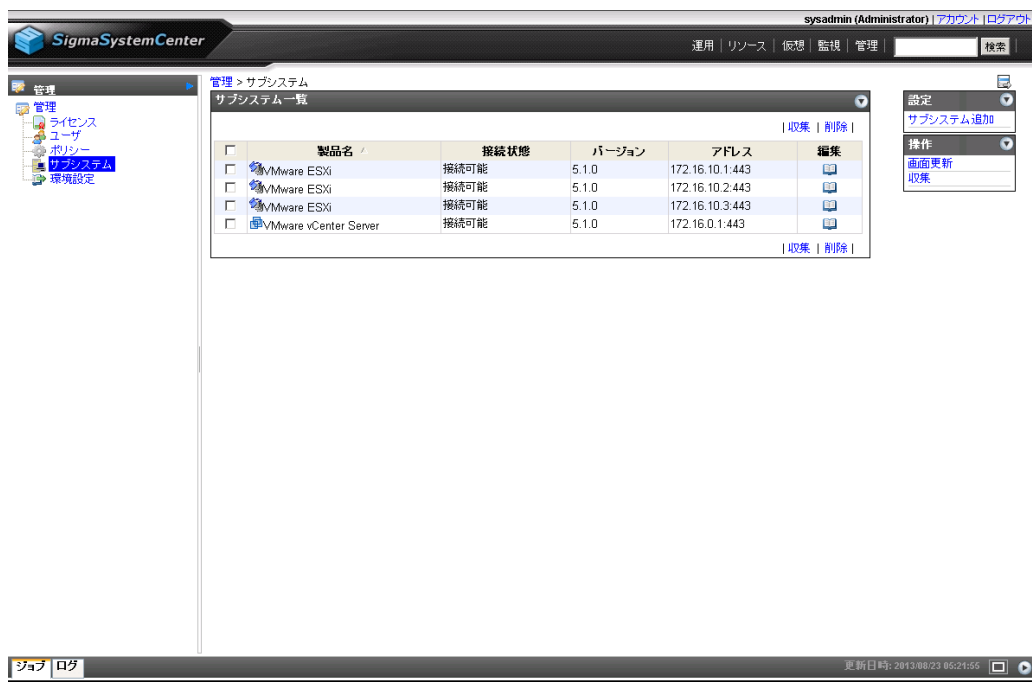 sysadmin (Administrator) | アカウント | ログアウト
SigmaSystemCenter
運用 | リソース | 仮想 | 監視 | 管理 |
検索
管理
管理
ライセンス
ユーザ
ポリシー
サブシステム
環境設定
管理 > サブシステム
サブシステム一覧
| 収集 | 削除 |
製品名 接続状態 バージョン アドレス 編集
VMware ESXi 接続可能 5.1.0 172.16.10.1:443
VMware ESXi 接続可能 5.1.0 172.16.10.2:443
VMware ESXi 接続可能 5.1.0 172.16.10.3:443
VMware vCenter Server 接続可能 5.1.0 172.16.0.1:443
| 収集 | 削除 |
設定
サブシステム追加
操作
画面更新
収集
ジョブ ログ
更新日時: 2013/08/23 05:21:55